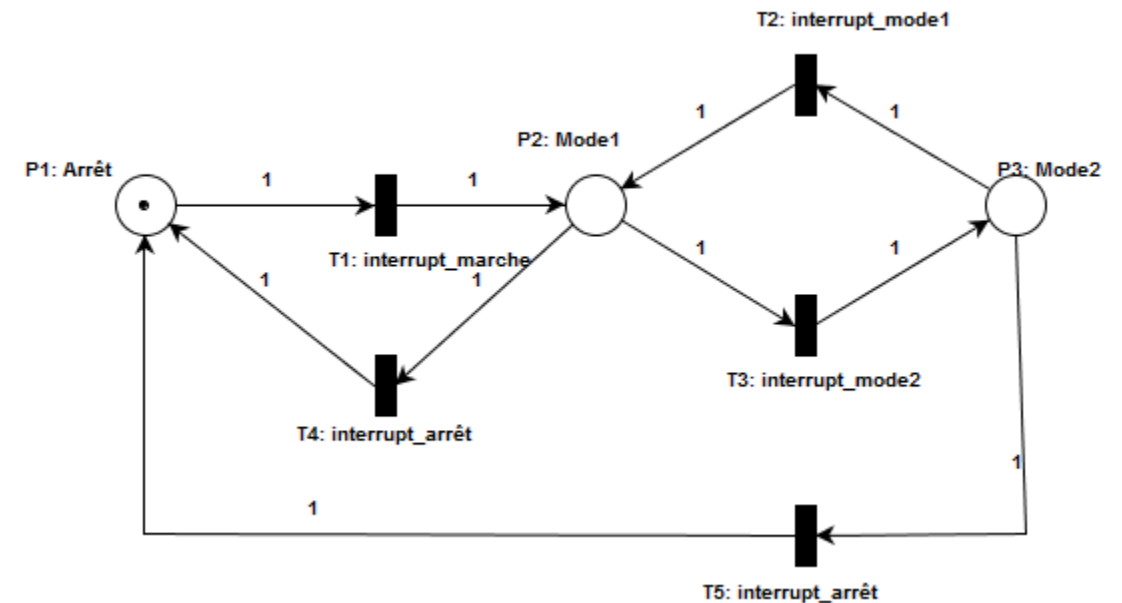 T2: interrupt_mode1
1
1
P2: Mode1
P1: Arrêt
P3: Mode2
1
1
T1: interrupt_marche
1
1
1
1
T3: interrupt_mode2
T4: interrupt_arrêt
1
1
T5: interrupt_arrêt